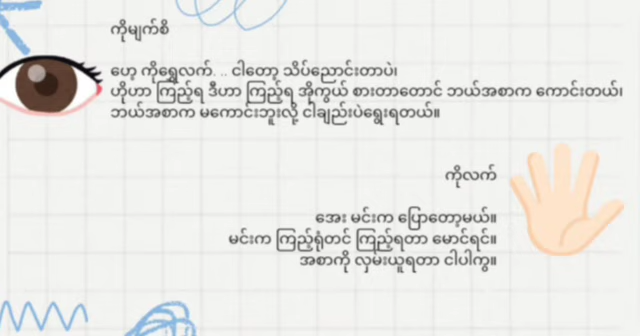 ကိုမျက်စိ
ဟေ့ ကိုရွှေလက်. .. ငါတော့ သိပ်ညောင်းတာပဲ၊
ဟိုဟာ ကြည့်ရ ဒီဟာ ကြည့်ရ အိုကွယ် စားတာတောင် ဘယ်အစာက ကောင်းတယ်၊
ဘယ်အစာက မကောင်းဘူးလို့ ငါချည်းပဲရွေးရတယ်။
ကိုလက်
အေး မင်းက ပြောတော့မယ်။
မင်းက ကြည့်ရုံတင် ကြည့်ရတာ မောင်ရင်။
အစာကို လှမ်းယူရတာ ငါပါကွ။